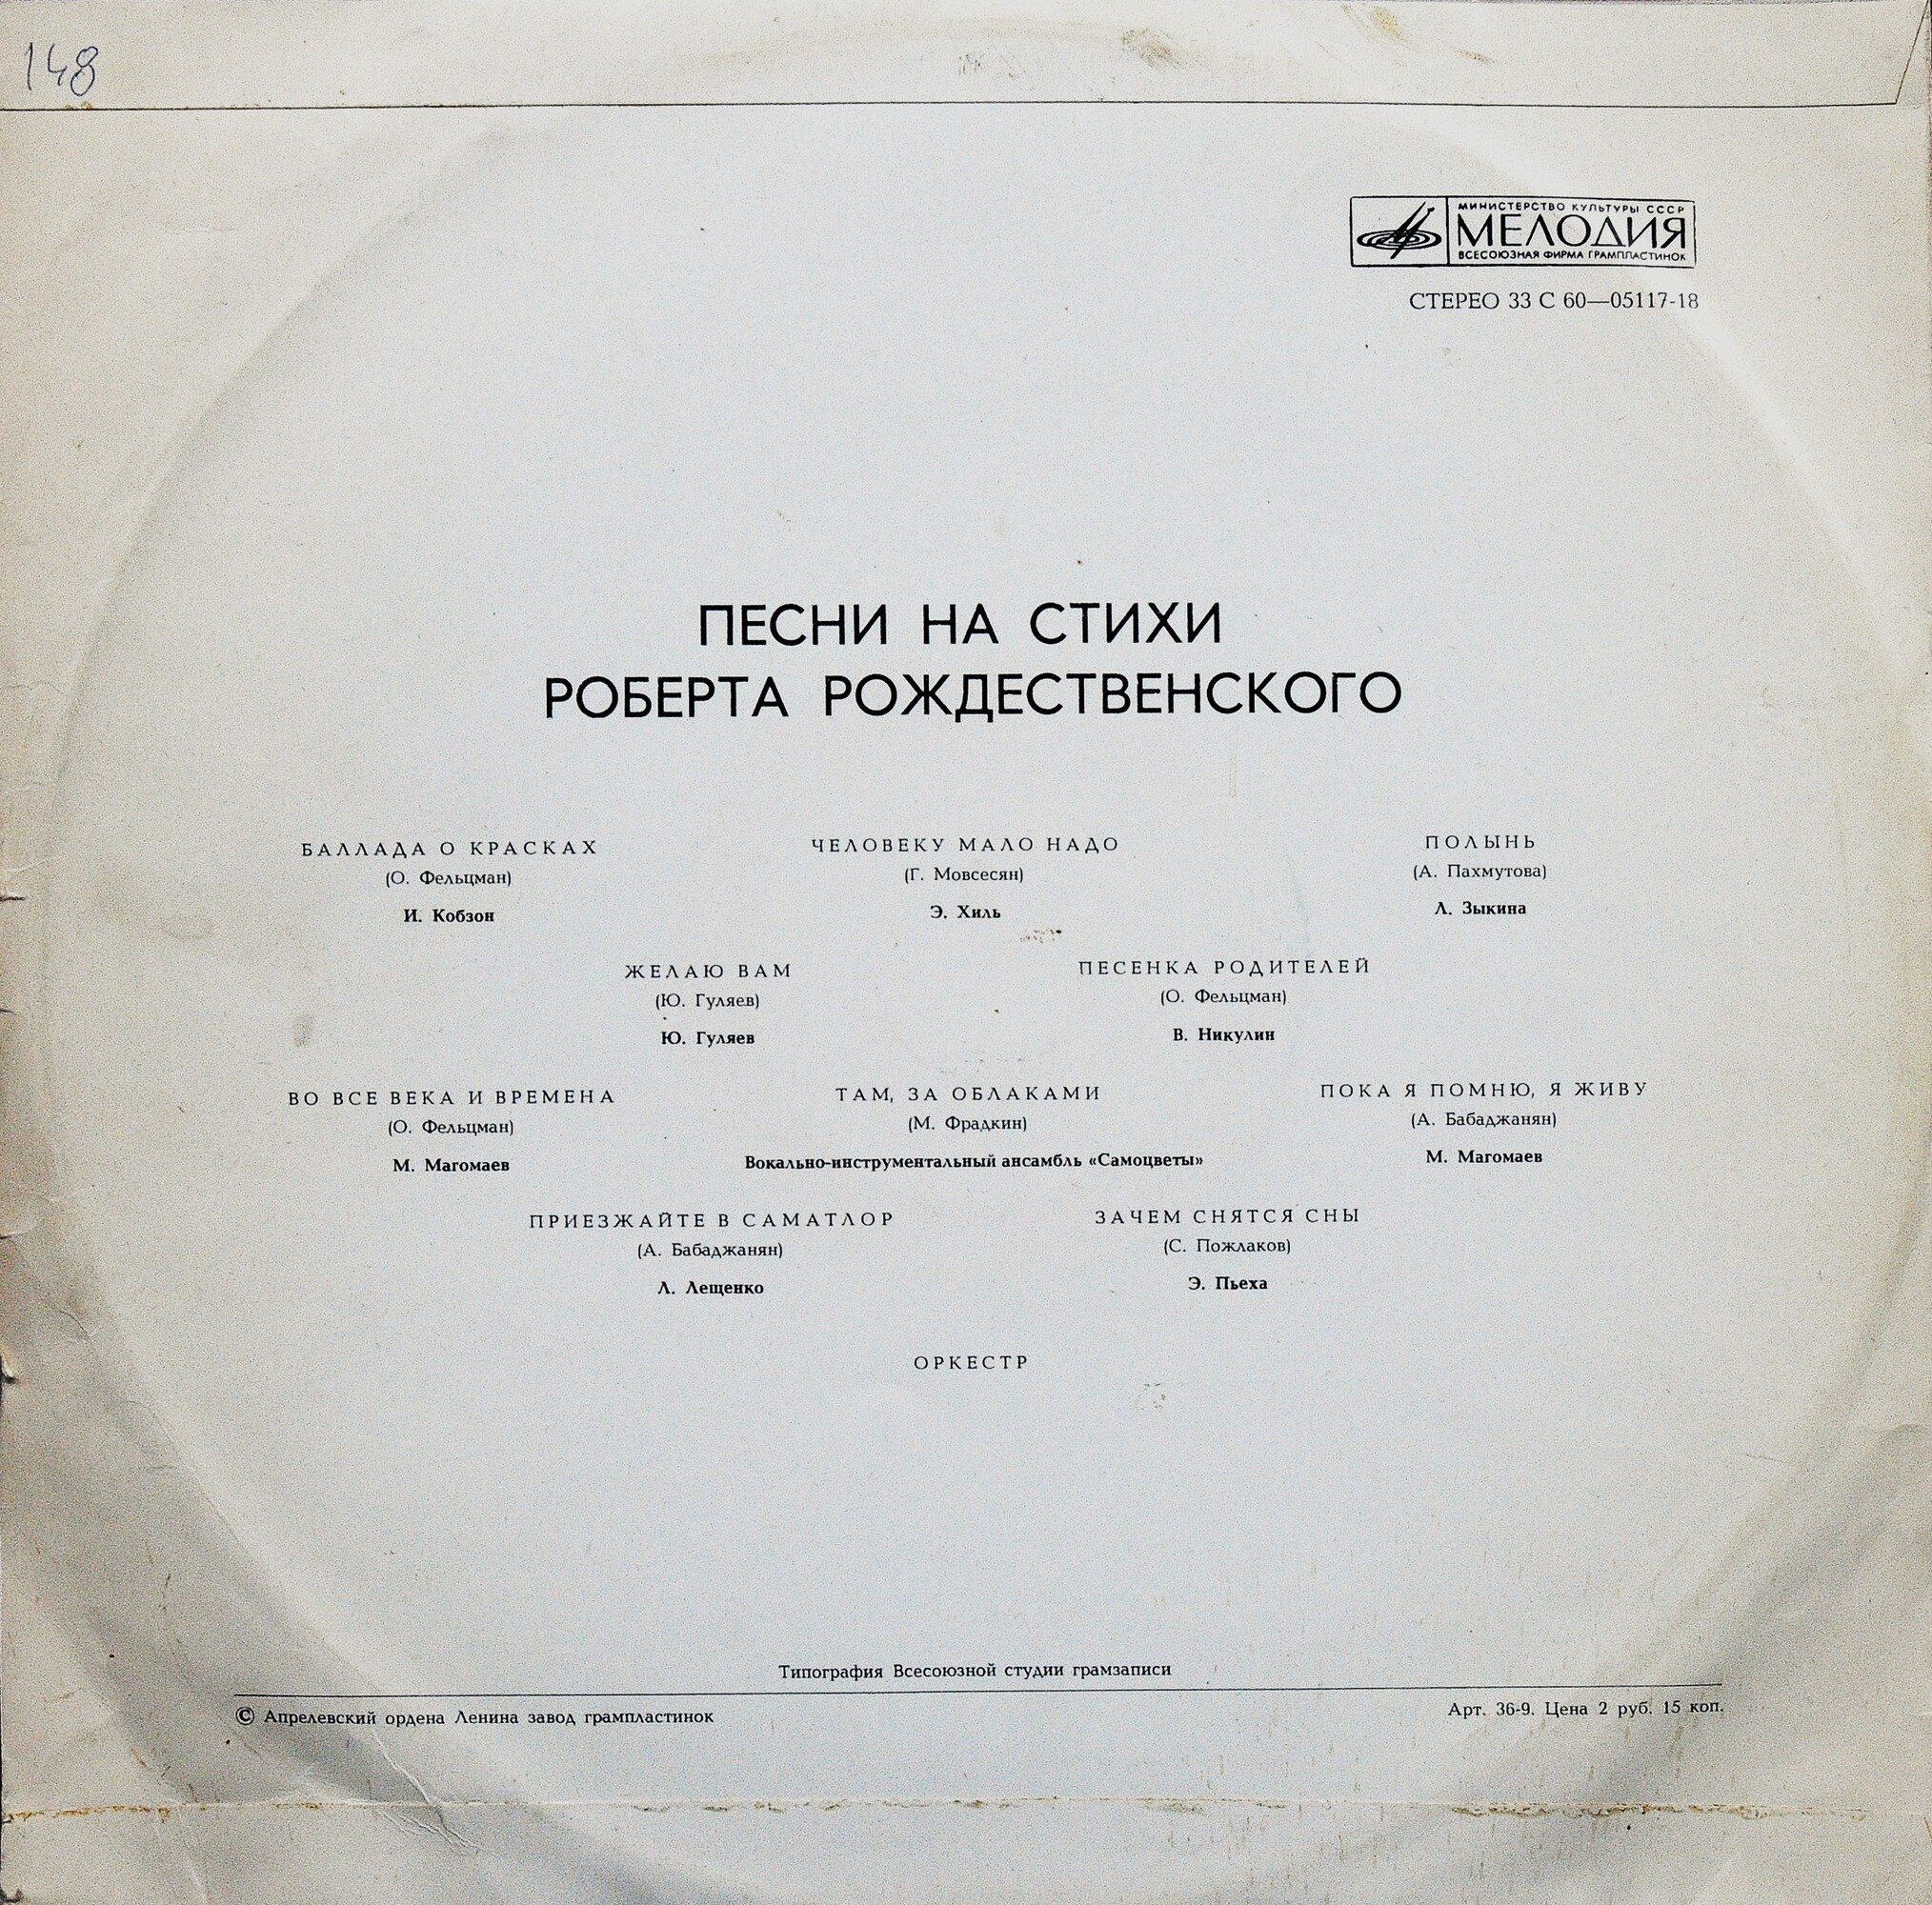 148
МИНИСТЕРСТВО КУЛЬТУРЫ СССР
МЕЛОДИЯ
ВСЕСОЮЗНАЯ ФИРМА ГРАМПЛАСТИНОК
СТЕРЕО 33 С 60—05117-18
ПЕСНИ НА СТИХИ
РОБЕРТА РОЖДЕСТВЕНСКОГО
БАЛЛАДА О КРАСКАХ
(О. Фельцман)
И. Кобзон
ЧЕЛОВЕКУ МАЛО НАДО
(Г. Мовсесян)
Э. Хиль
ПОЛЫНЬ
(А. Пахмутова)
Л. Зыкина
ЖЕЛАЮ ВАМ
(Ю. Гуляев)
Ю. Гуляев
ПЕСЕНКА РОДИТЕЛЕЙ
(О. Фельцман)
В. Никулин
ВО ВСЕ ВЕКА И ВРЕМЕНА
(О. Фельцман)
М. Магомаев
ТАМ, ЗА ОБЛАКАМИ
(М. Фрадкин)
Вокально-инструментальный ансамбль «Самоцветы»
ПОКА Я ПОМНЮ, Я ЖИВУ
(А. Бабаджанян)
М. Магомаев
ПРИЕЗЖАЙТЕ В САМАТЛОР
(А. Бабаджанян)
Л. Лещенко
ЗАЧЕМ СНЯТСЯ СНЫ
(С. Пожлаков)
Э. Пьеха
ОРКЕСТР
Типография Всесоюзной студии грамзаписи
© Апрелевский ордена Ленина завод грампластинок
Арт. 36-9. Цена 2 руб. 15 коп.